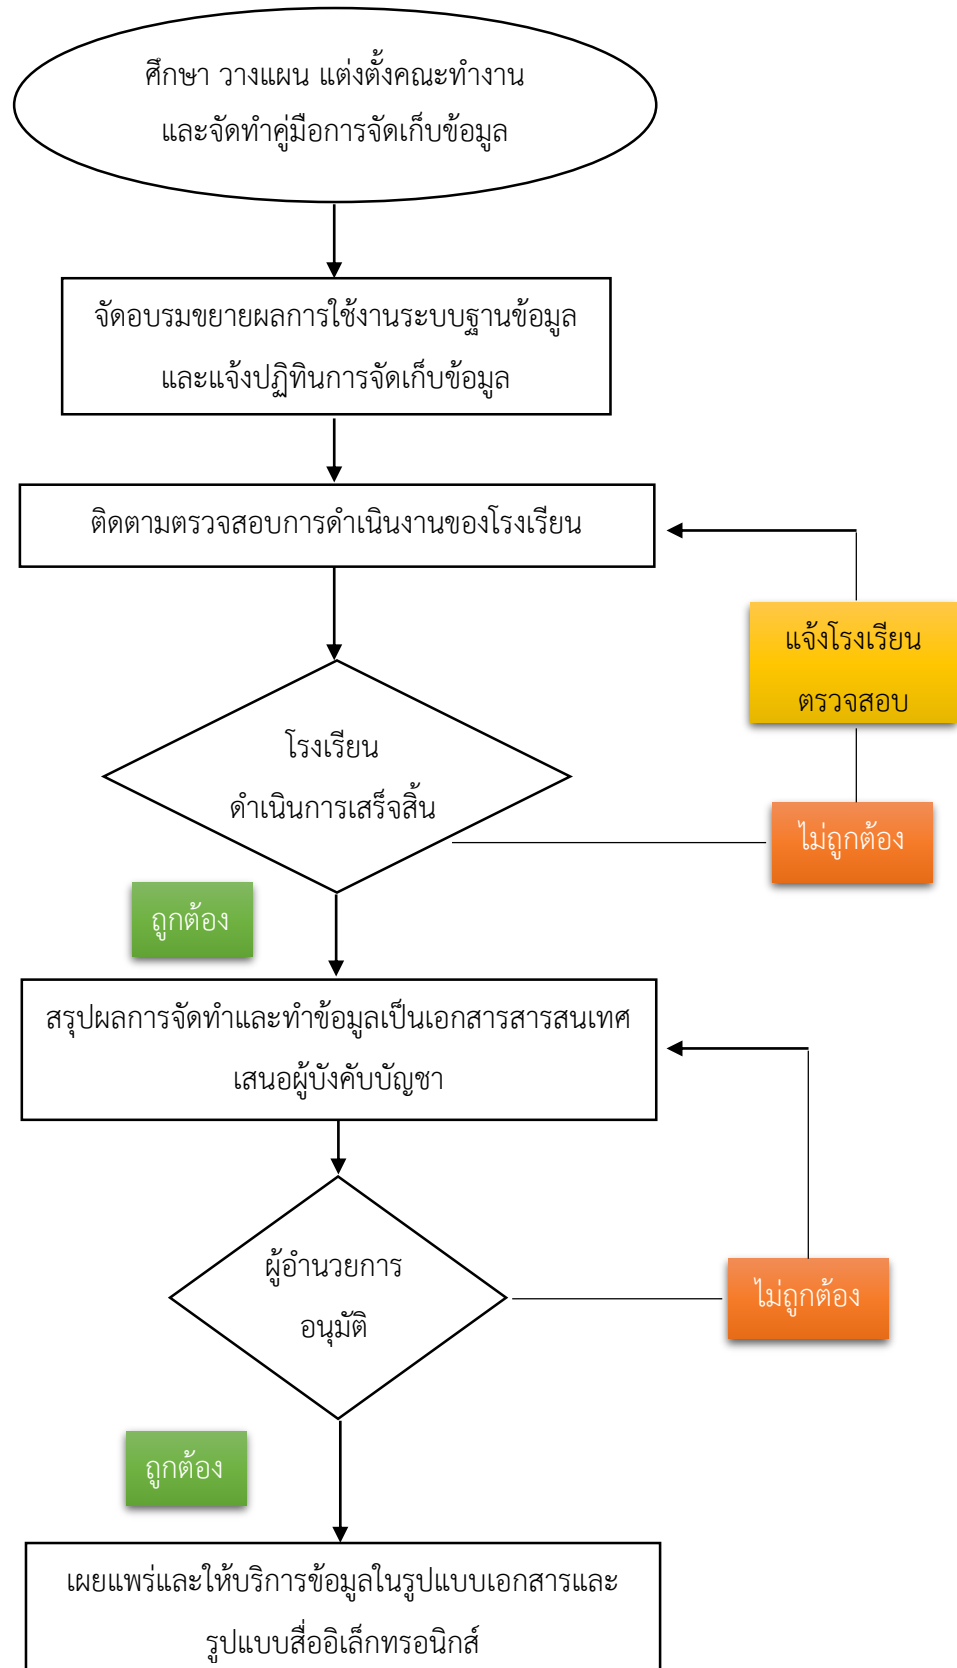 ศึกษา วางแผน แต่งตั้งคณะทำงาน
และจัดทำคู่มือการจัดเก็บข้อมูล
จัดอบรมขยายผลการใช้งานระบบฐานข้อมูล
และแจ้งปฏิทินการจัดเก็บข้อมูล
ติดตามตรวจสอบการดำเนินงานของโรงเรียน
แจ้งโรงเรียน
ตรวจสอบ
โรงเรียน
ดำเนินการเสร็จสิ้น
ไม่ถูกต้อง
ถูกต้อง
สรุปผลการจัดทำและทำข้อมูลเป็นเอกสารสารสนเทศ
เสนอผู้บังคับบัญชา
ผู้อำนวยการ
อนุมัติ
ไม่ถูกต้อง
ถูกต้อง
เผยแพร่และให้บริการข้อมูลในรูปแบบเอกสารและ
รูปแบบสื่ออิเล็กทรอนิกส์